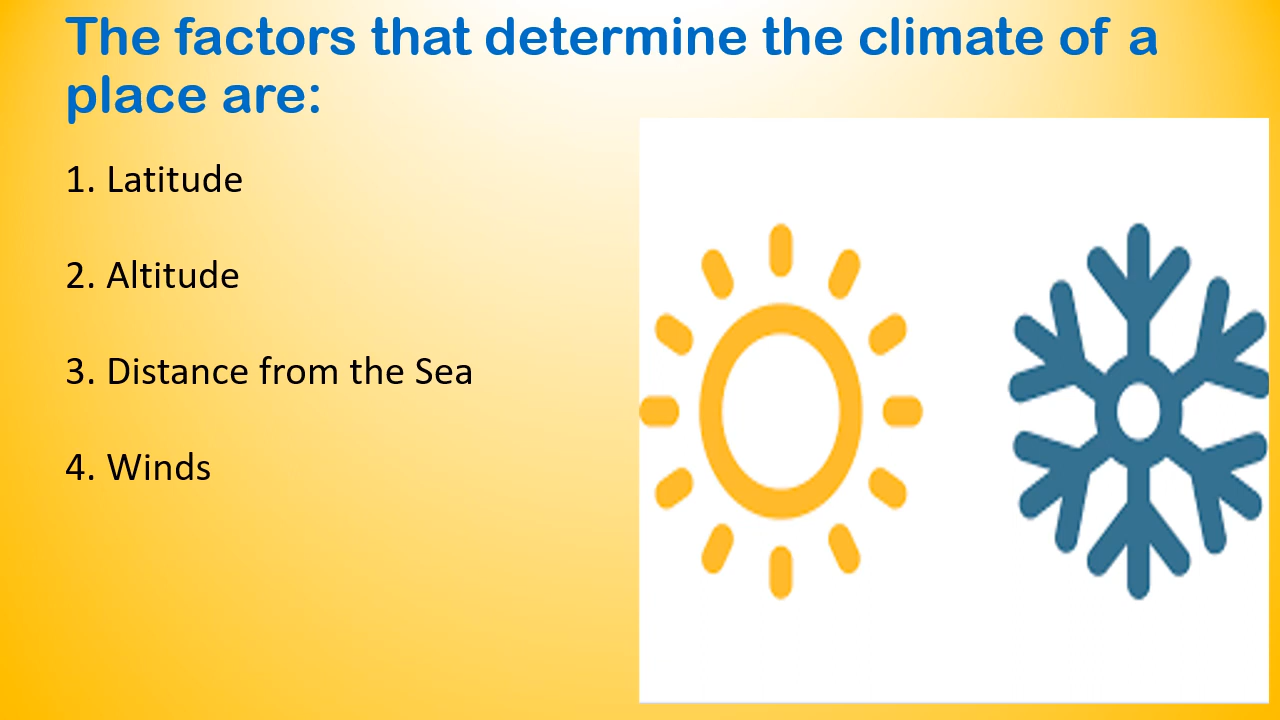 The factors that determine the climate of a
place are:
1. Latitude
2. Altitude
3. Distance from the Sea
4. Winds